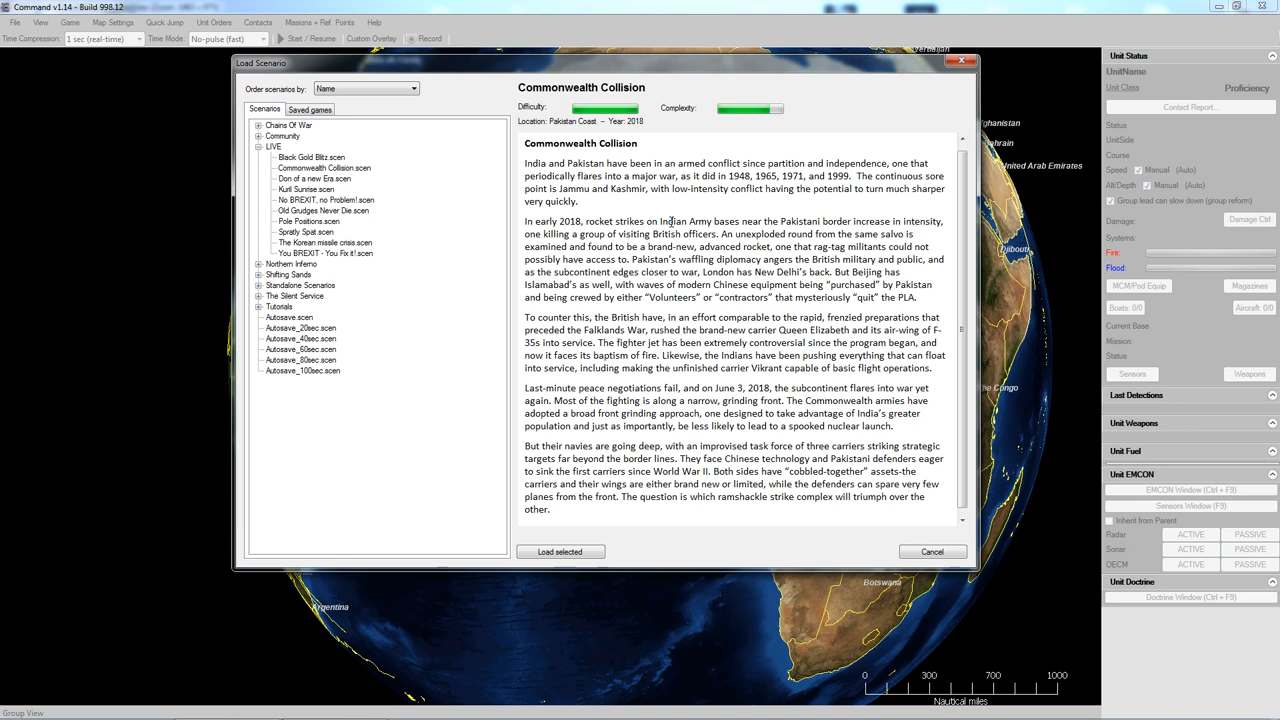 Command v1.14 - Build 998.12
File View Game Map Settings Quick Jump Unit Orders Contacts Missions + Ref. Points Help
Time Compression: 1 sec (real-time) Time Mode: No-pulse (fastest) Start / Resume Custom Overlay Record
Load Scenario
Order scenarios by: Name
Scenarios Saved games
Chains Of War
Community
LIVE
Black Gold Blitz.scen
Commonwealth Collision.scen
Don of a new Era.scen
Kuril Sunrise.scen
No BREXIT, no Problem!.scen
Old Grudges Never Die.scen
Pole Positions.scen
Spratly Spat.scen
The Korean missile crisis.scen
You BREXIT - You Fix it!.scen
Northern Inferno
Shifting Sands
Standalone Scenarios
The Silent Service
Tutorials
Autosave.scen
Autosave_20sec.scen
Autosave_40sec.scen
Autosave_60sec.scen
Autosave_80sec.scen
Autosave_100sec.scen
Commonwealth Collision
Difficulty: Complexity:
Location: Pakistan Coast -- Year: 2018
Commonwealth Collision
India and Pakistan have been in an armed conflict since partition and independence, one that
periodically flares into a major war, as it did in 1948, 1965, 1971, and 1999. The continuous sore
point is Jammu and Kashmir, with low-intensity conflict having the potential to turn much sharper
very quickly.
In early 2018, rocket strikes on Indian Army bases near the Pakistani border increase in intensity,
one killing a group of visiting British officers. An unexploded round from the same salvo is
examined and found to be a brand-new, advanced rocket, one that rag-tag militants could not
possibly have access to. Pakistan's waffling diplomacy angers the British military and public, and
as the subcontinent edges closer to war, London has New Delhi's back. But Beijing has
Islamabad's as well, with waves of modern Chinese equipment being "purchased" by Pakistan
and being crewed by either "Volunteers" or "contractors" that mysteriously "quit" the PLA.
To counter this, the British have, in an effort comparable to the rapid, frenzied preparations that
preceded the Falklands War, rushed the brand-new carrier Queen Elizabeth and its air-wing of F-
35s into service. The fighter jet has been extremely controversial since the program began, and
now it faces its baptism of fire. Likewise, the Indians have been pushing everything that can float
into service, including making the unfinished carrier Vikrant capable of basic flight operations.
Last-minute peace negotiations fail, and on June 3, 2018, the subcontinent flares into war yet
again. Most of the fighting is along a narrow, grinding front. The Commonwealth armies have
adopted a broad front grinding approach, one designed to take advantage of India's greater
population and just as importantly, be less likely to lead to a spooked nuclear launch.
But their navies are going deep, with an improvised task force of three carriers striking strategic
targets far beyond the border lines. They face Chinese technology and Pakistani defenders eager
to sink the first carriers since World War II. Both sides have "cobbled-together" assets-the
carriers and their wings are either brand new or limited, while the defenders can spare very few
planes from the front. The question is which ramshackle strike complex will triumph over the
other.
Load selected Cancel
Azerbaijan
fghanistan
ahrain
United Arab Emirates
Djibouti
he Congo
Botswana
Argentina
0 300 700 1000
Nautical miles
Group View
Unit Status
UnitName
Unit Class Proficiency
Contact Report...
Status
UnitSide
Course
Speed Manual (Auto)
Alt/Depth Manual (Auto)
Group lead can slow down (group reform)
Damage: Damage Ctrl
Systems:
Fire:
Flood:
MCM/Pod Equip Magazines
Boats: 0/0 Aircraft: 0/0
Current Base
Mission:
Status
Sensors Weapons
Last Detections
Unit Weapons
Unit Fuel
Unit EMCON
EMCON Window (Ctrl + F9)
Sensors Window (F9)
Inherit from Parent
Radar ACTIVE PASSIVE
Sonar ACTIVE PASSIVE
OECM ACTIVE PASSIVE
Unit Doctrine
Doctrine Window (Ctrl + F9)